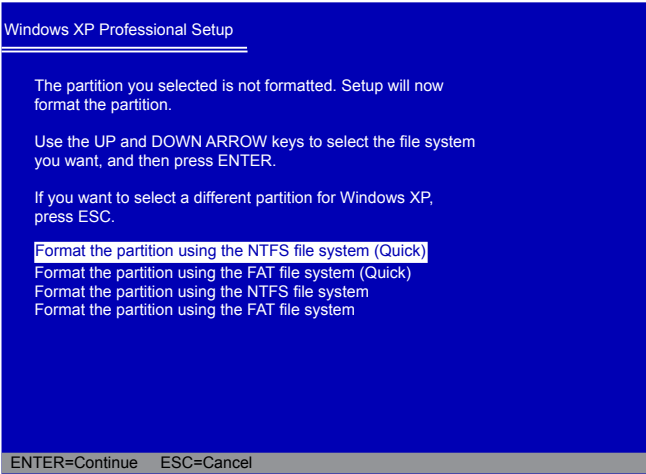 Windows XP Professional Setup
The partition you selected is not formatted. Setup will now
format the partition.
Use the UP and DOWN ARROW keys to select the file system
you want, and then press ENTER.
If you want to select a different partition for Windows XP,
press ESC.
Format the partition using the NTFS file system (Quick)
Format the partition using the FAT file system (Quick)
Format the partition using the NTFS file system
Format the partition using the FAT file system
ENTER=Continue ESC=Cancel